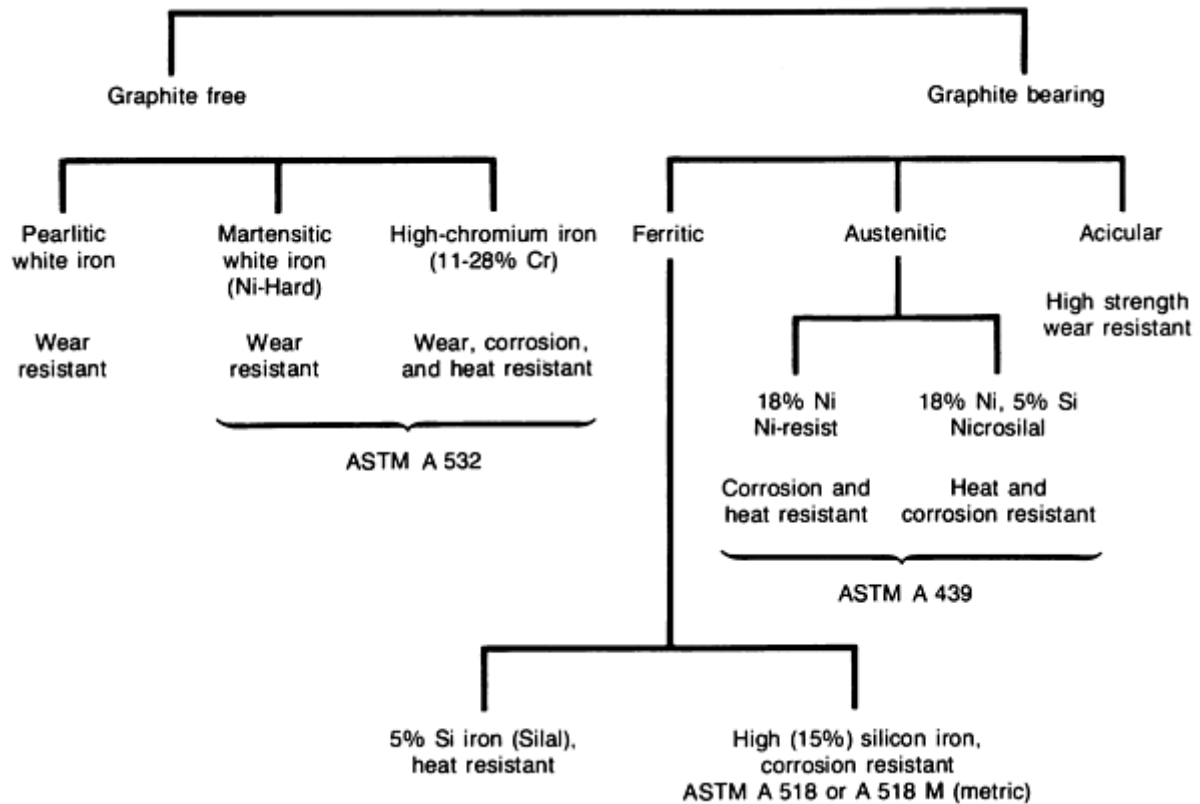 Graphite free
Graphite bearing
Pearlitic
white iron
Martensitic
white iron
(Ni-Hard)
High-chromium iron
(11-28% Cr)
Ferritic
Austenitic
Acicular
Wear
resistant
Wear
resistant
Wear, corrosion,
and heat resistant
High strength
wear resistant
ASTM A 532
18% Ni
Ni-resist
18% Ni, 5% Si
Nicrosilal
Corrosion and
heat resistant
Heat and
corrosion resistant
ASTM A 439
5% Si iron (Silal),
heat resistant
High (15%) silicon iron,
corrosion resistant
ASTM A 518 or A 518 M (metric)